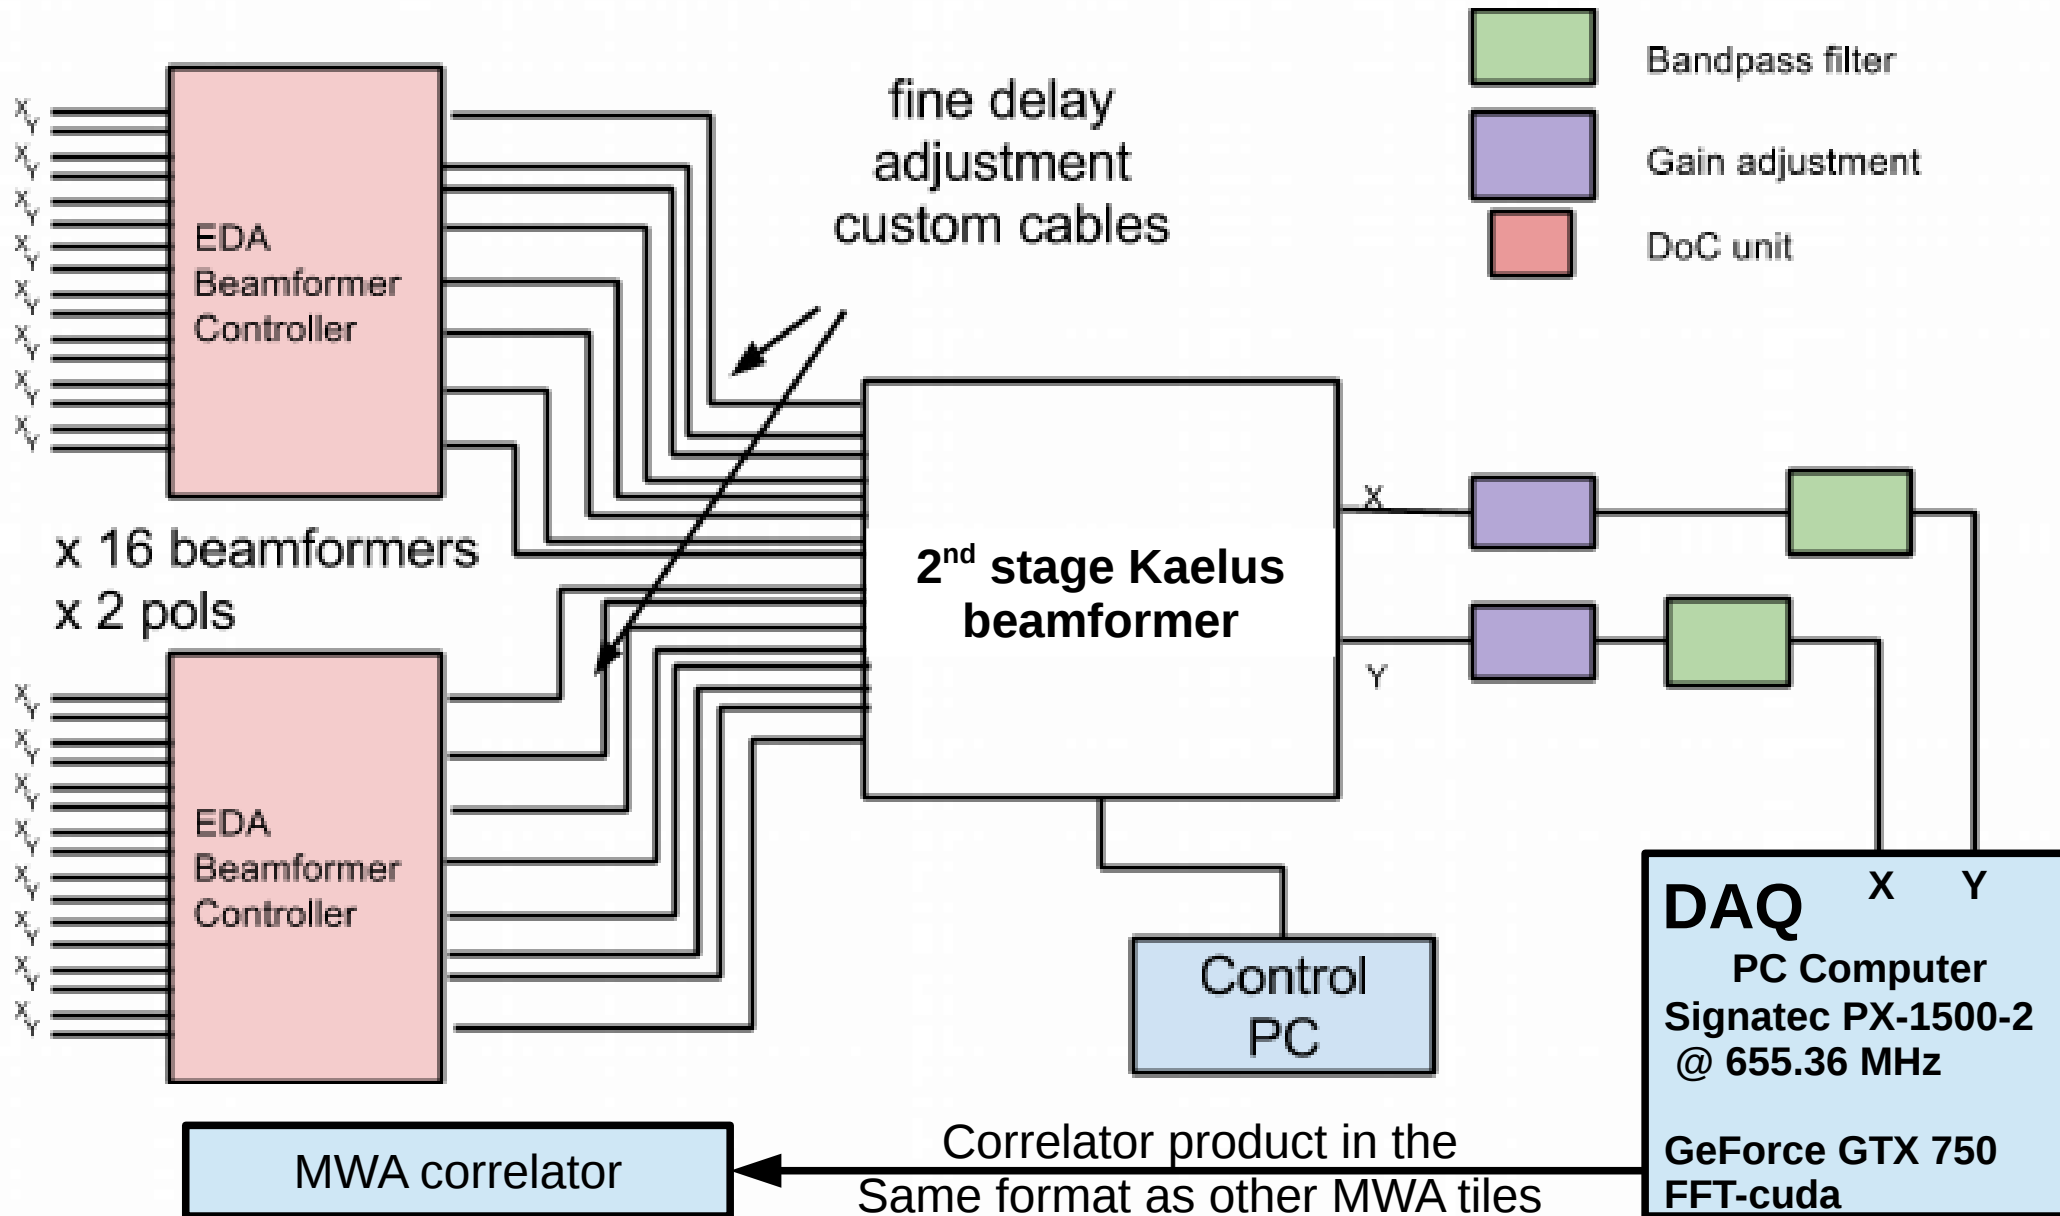 X
Y
X
Y
X
Y
X
Y
X
Y
X
Y
X
Y
X
Y
EDA
Beamformer
Controller
x 16 beamformers
x 2 pols
X
Y
X
Y
X
Y
X
Y
X
Y
X
Y
X
Y
X
Y
EDA
Beamformer
Controller
fine delay
adjustment
custom cables
Bandpass filter
Gain adjustment
DoC unit
2nd stage Kaelus
beamformer
X
Y
Control
PC
X Y
DAQ
PC Computer
Signatec PX-1500-2
@ 655.36 MHz
GeForce GTX 750
FFT-cuda
Correlator product in the
Same format as other MWA tiles
MWA correlator